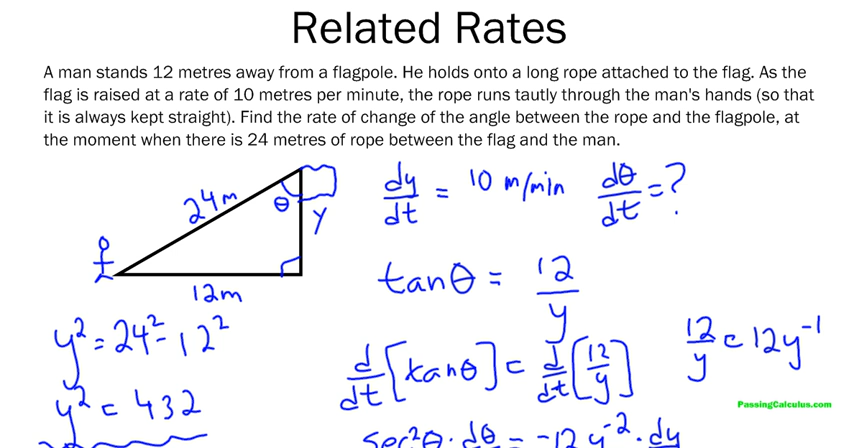 Related Rates
A man stands 12 metres away from a flagpole. He holds onto a long rope attached to the flag. As the
flag is raised at a rate of 10 metres per minute, the rope runs tautly through the man's hands (so that
it is always kept straight). Find the rate of change of the angle between the rope and the flagpole, at
the moment when there is 24 metres of rope between the flag and the man.
24m
θ
y
12m
dy/dt = 10 m/min dθ/dt = ?
tanθ = 12/y
y² = 24² - 12²
d/dt [tanθ] = d/dt [12/y]
12/y = 12y⁻¹
y² = 432
PassingCalculus.com
sec²θ · dθ = -12y⁻² · dy